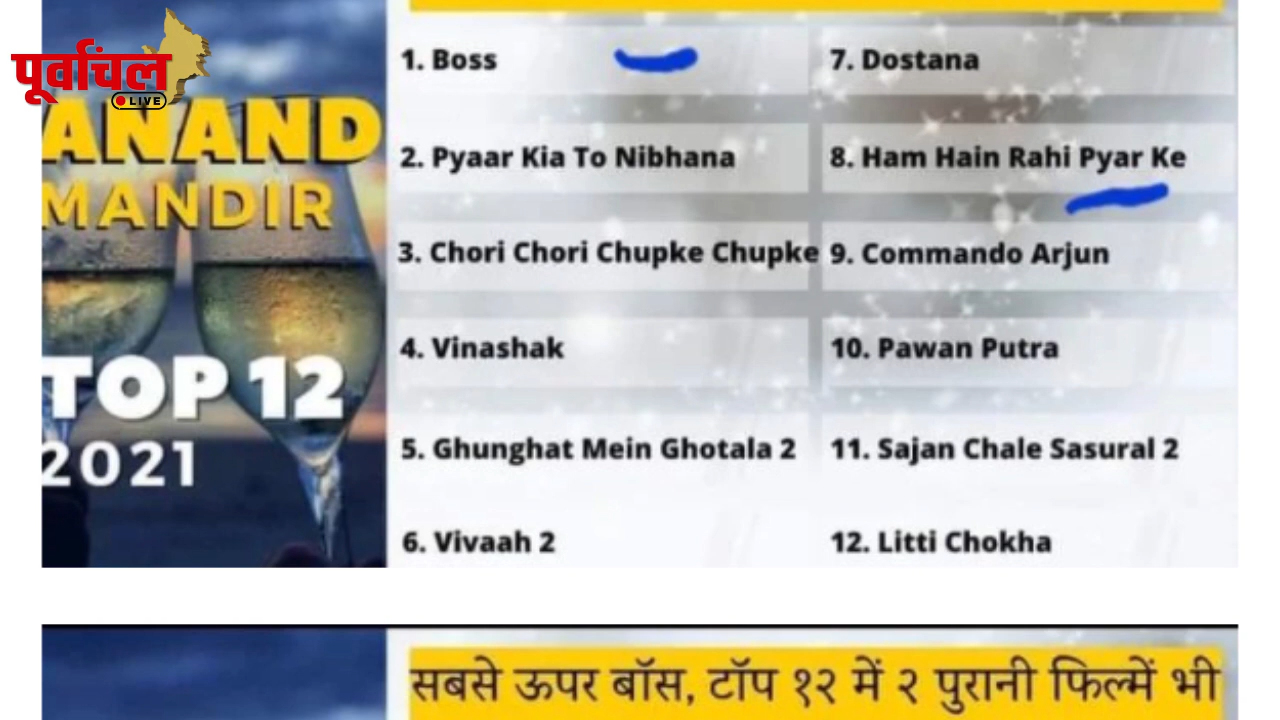 पूर्वांचल
LIVE
ANAND
MANDIR
TOP 12
2021
1. Boss
2. Pyaar Kia To Nibhana
3. Chori Chori Chupke Chupke
4. Vinashak
5. Ghunghat Mein Ghotala 2
6. Vivaah 2
7. Dostana
8. Ham Hain Rahi Pyar Ke
9. Commando Arjun
10. Pawan Putra
11. Sajan Chale Sasural 2
12. Litti Chokha
सबसे ऊपर बॉस, टॉप १२ में २ पुरानी फिल्में भी